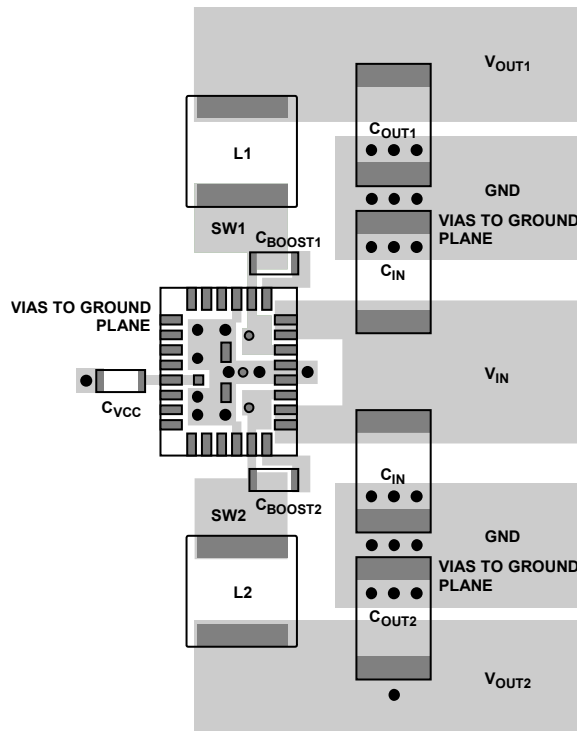 VOUT1
COUT1
L1
GND
SW1
VIAS TO GROUND
PLANE
CBOOST1
CIN
VIAS TO GROUND
PLANE
VIN
CVCC
CIN
CBOOST2
SW2
GND
VIAS TO GROUND
PLANE
L2
COUT2
VOUT2